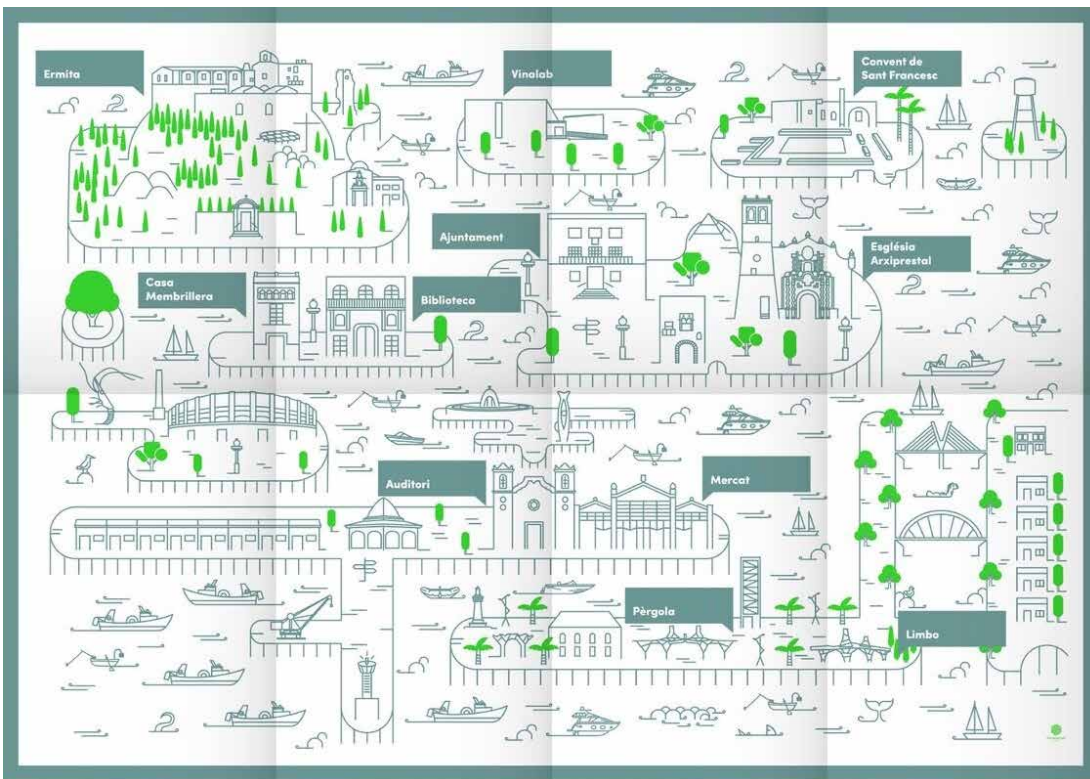 Ermita
Vinalab
Convent de
Sant Francesc
Ajuntament
Església
Arxiprestal
Casa
Membrillera
Biblioteca
Auditori
Mercat
Pèrgola
Limbo